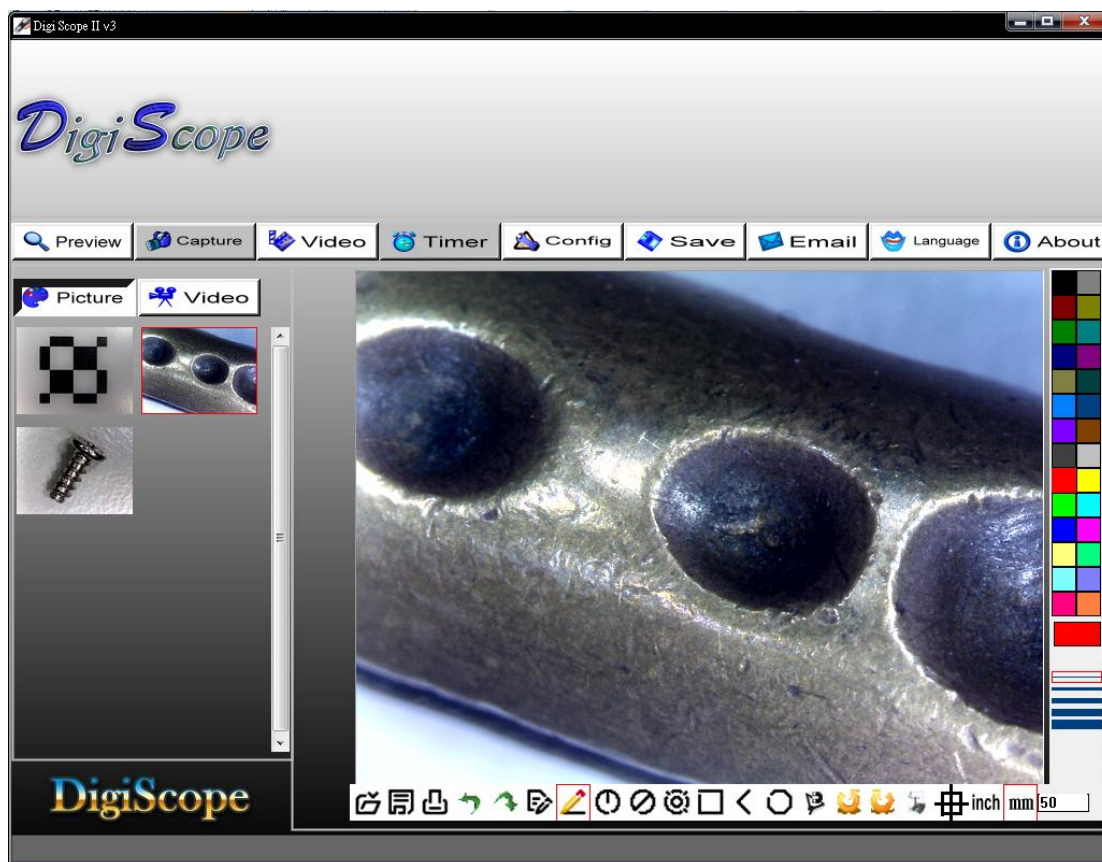 Digi Scope II v3
DigiScope
Preview Capture Video Timer Config Save Email Language About
Picture Video
DigiScope
inch mm 50